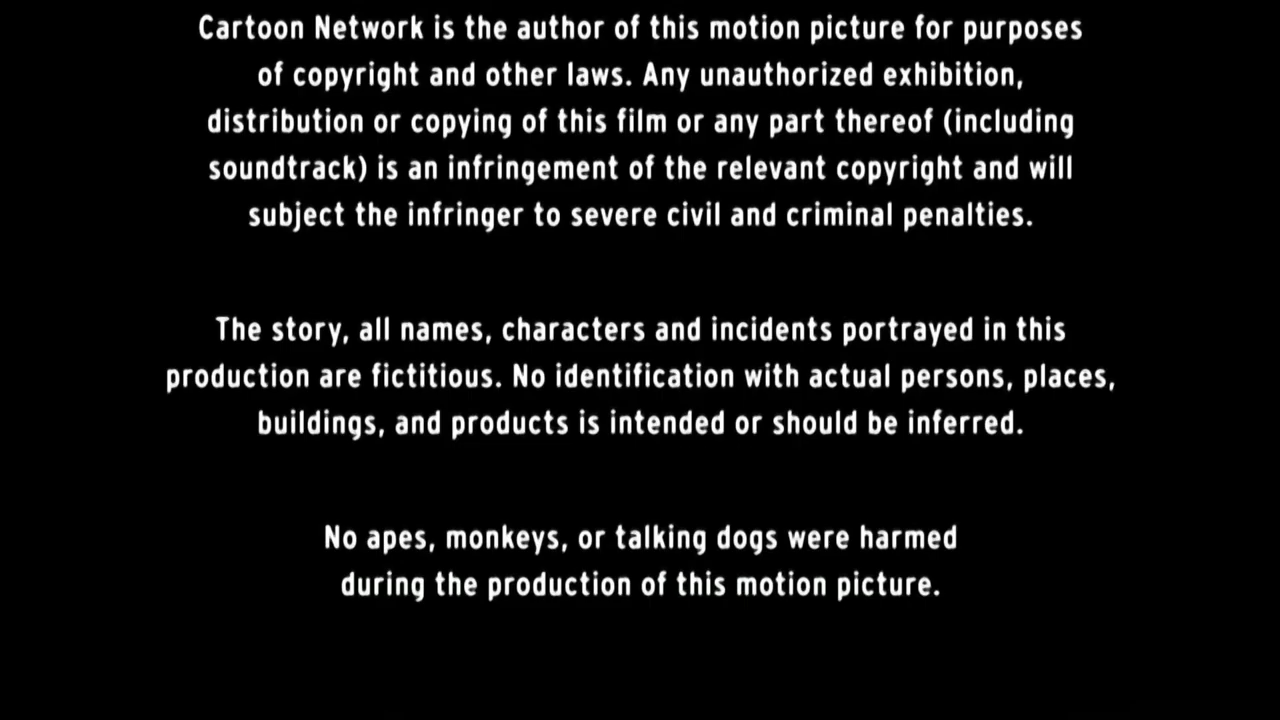 Cartoon Network is the author of this motion picture for purposes
of copyright and other laws. Any unauthorized exhibition,
distribution or copying of this film or any part thereof (including
soundtrack) is an infringement of the relevant copyright and will
subject the infringer to severe civil and criminal penalties.
The story, all names, characters and incidents portrayed in this
production are fictitious. No identification with actual persons, places,
buildings, and products is intended or should be inferred.
No apes, monkeys, or talking dogs were harmed
during the production of this motion picture.